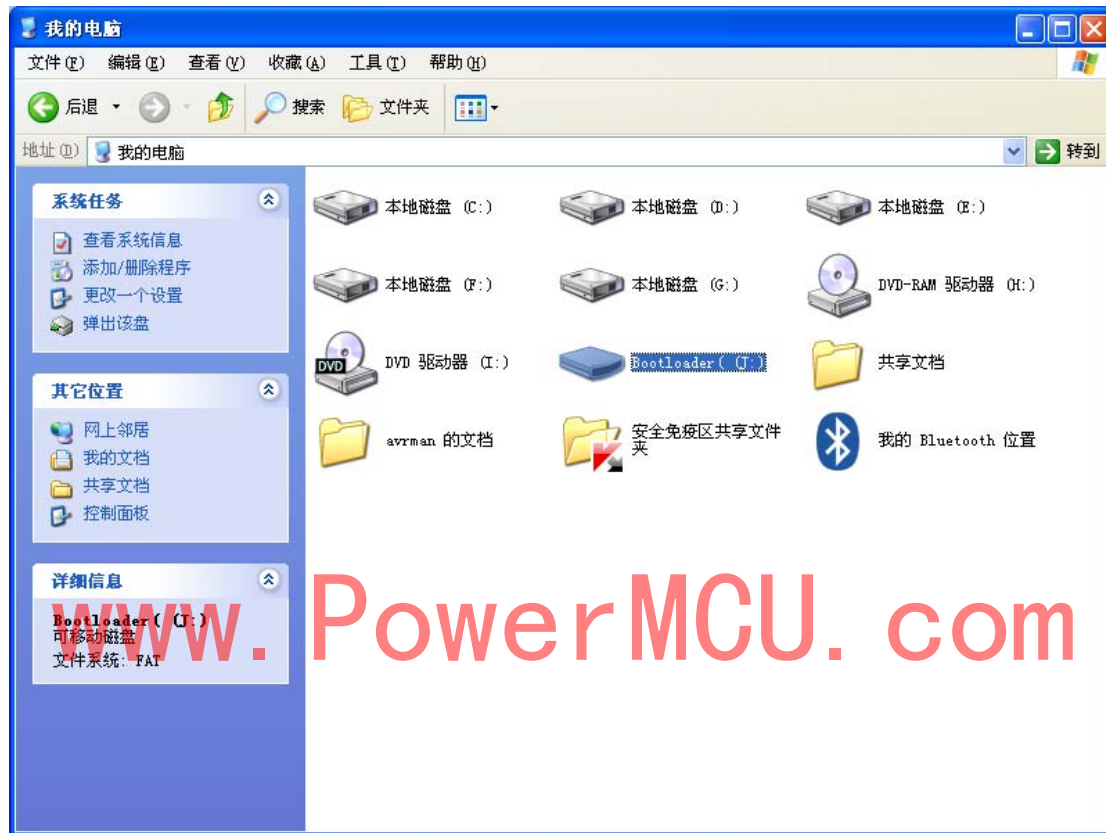 我的电脑
文件(F) 编辑(E) 查看(V) 收藏(A) 工具(T) 帮助(H)
后退 搜索 文件夹
地址(D) 我的电脑 转到
系统任务
查看系统信息
添加/删除程序
更改一个设置
弹出该盘
其它位置
网上邻居
我的文档
共享文档
控制面板
详细信息
Bootloader( (J:)
可移动磁盘
文件系统: FAT
本地磁盘 (C:) 本地磁盘 (D:) 本地磁盘 (E:)
本地磁盘 (F:) 本地磁盘 (G:) DVD-RAM 驱动器 (H:)
DVD
DVD 驱动器 (I:) Bootloader( (J:) 共享文档
avrman 的文档 安全免疫区共享文件
夹
我的 Bluetooth 位置
www.PowerMCU.com